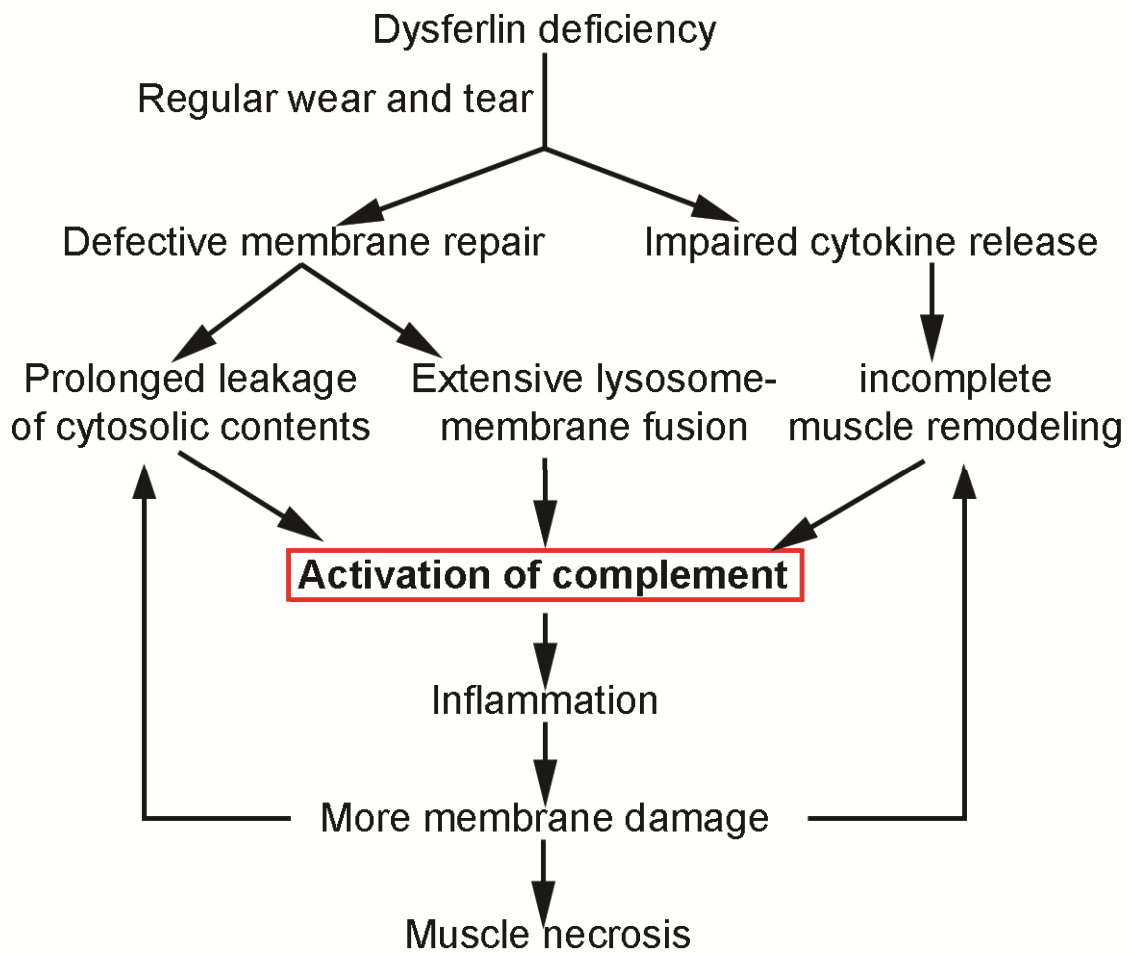 Dysferlin deficiency
Regular wear and tear
Defective membrane repair
Impaired cytokine release
Prolonged leakage
of cytosolic contents
Extensive lysosome-
membrane fusion
incomplete
muscle remodeling
Activation of complement
Inflammation
More membrane damage
Muscle necrosis